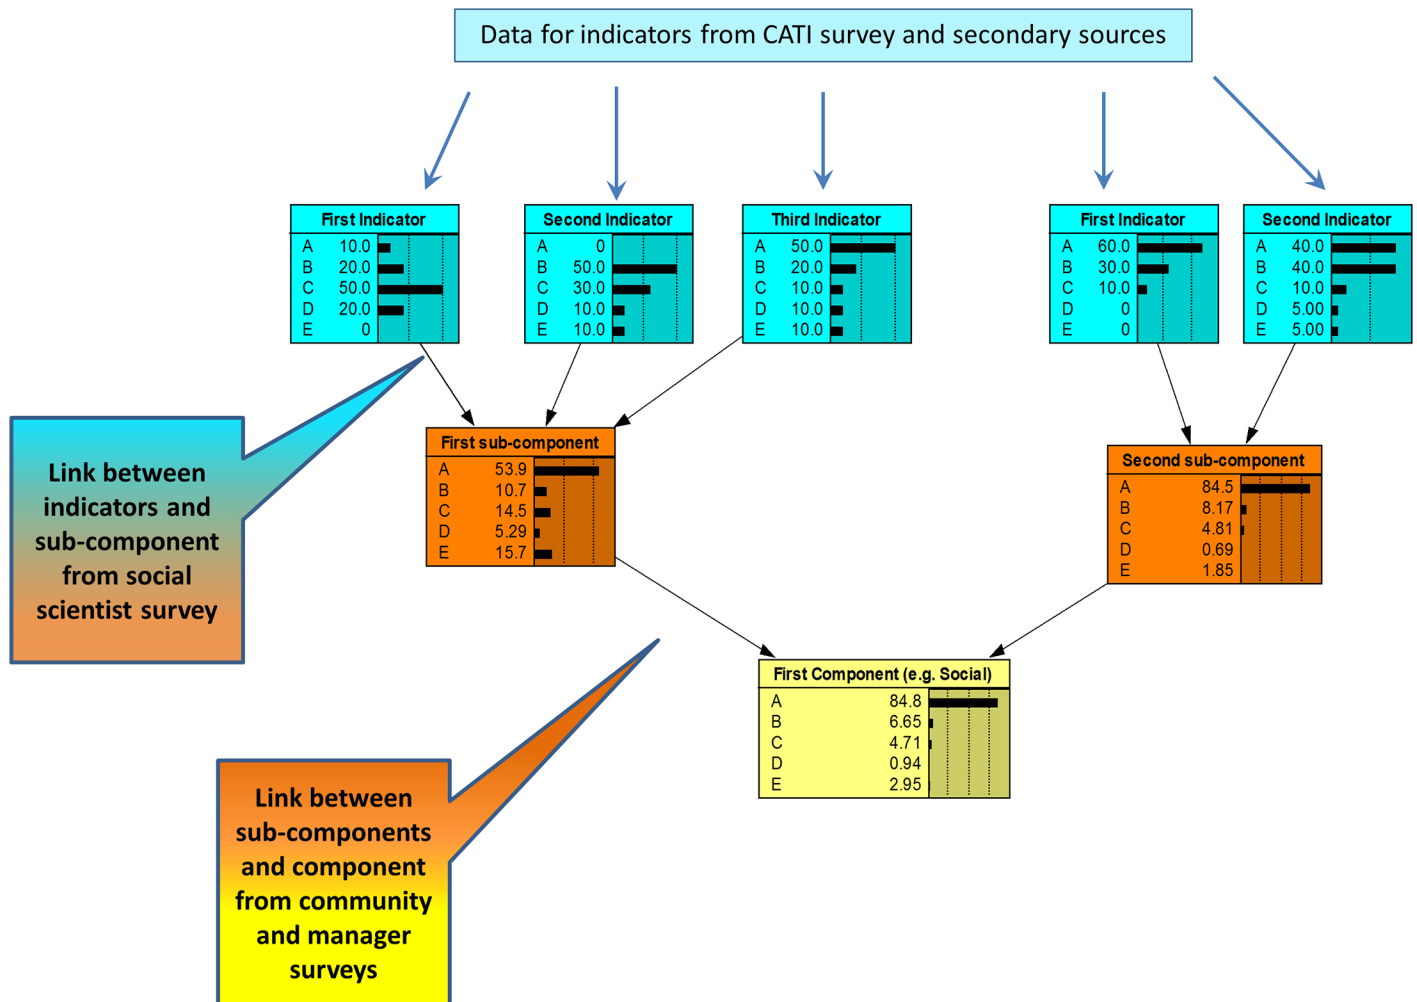 Data for indicators from CATI survey and secondary sources
First Indicator
A 10.0
B 20.0
C 50.0
D 20.0
E 0
Second Indicator
A 0
B 50.0
C 30.0
D 10.0
E 10.0
Third Indicator
A 50.0
B 20.0
C 10.0
D 10.0
E 10.0
First Indicator
A 60.0
B 30.0
C 10.0
D 0
E 0
Second Indicator
A 40.0
B 40.0
C 10.0
D 5.00
E 5.00
Link between
indicators and
sub-component
from social
scientist survey
First sub-component
A 53.9
B 10.7
C 14.5
D 5.29
E 15.7
Second sub-component
A 84.5
B 8.17
C 4.81
D 0.69
E 1.85
First Component (e.g. Social)
A 84.8
B 6.65
C 4.71
D 0.94
E 2.95
Link between
sub-components
and component
from community
and manager
surveys